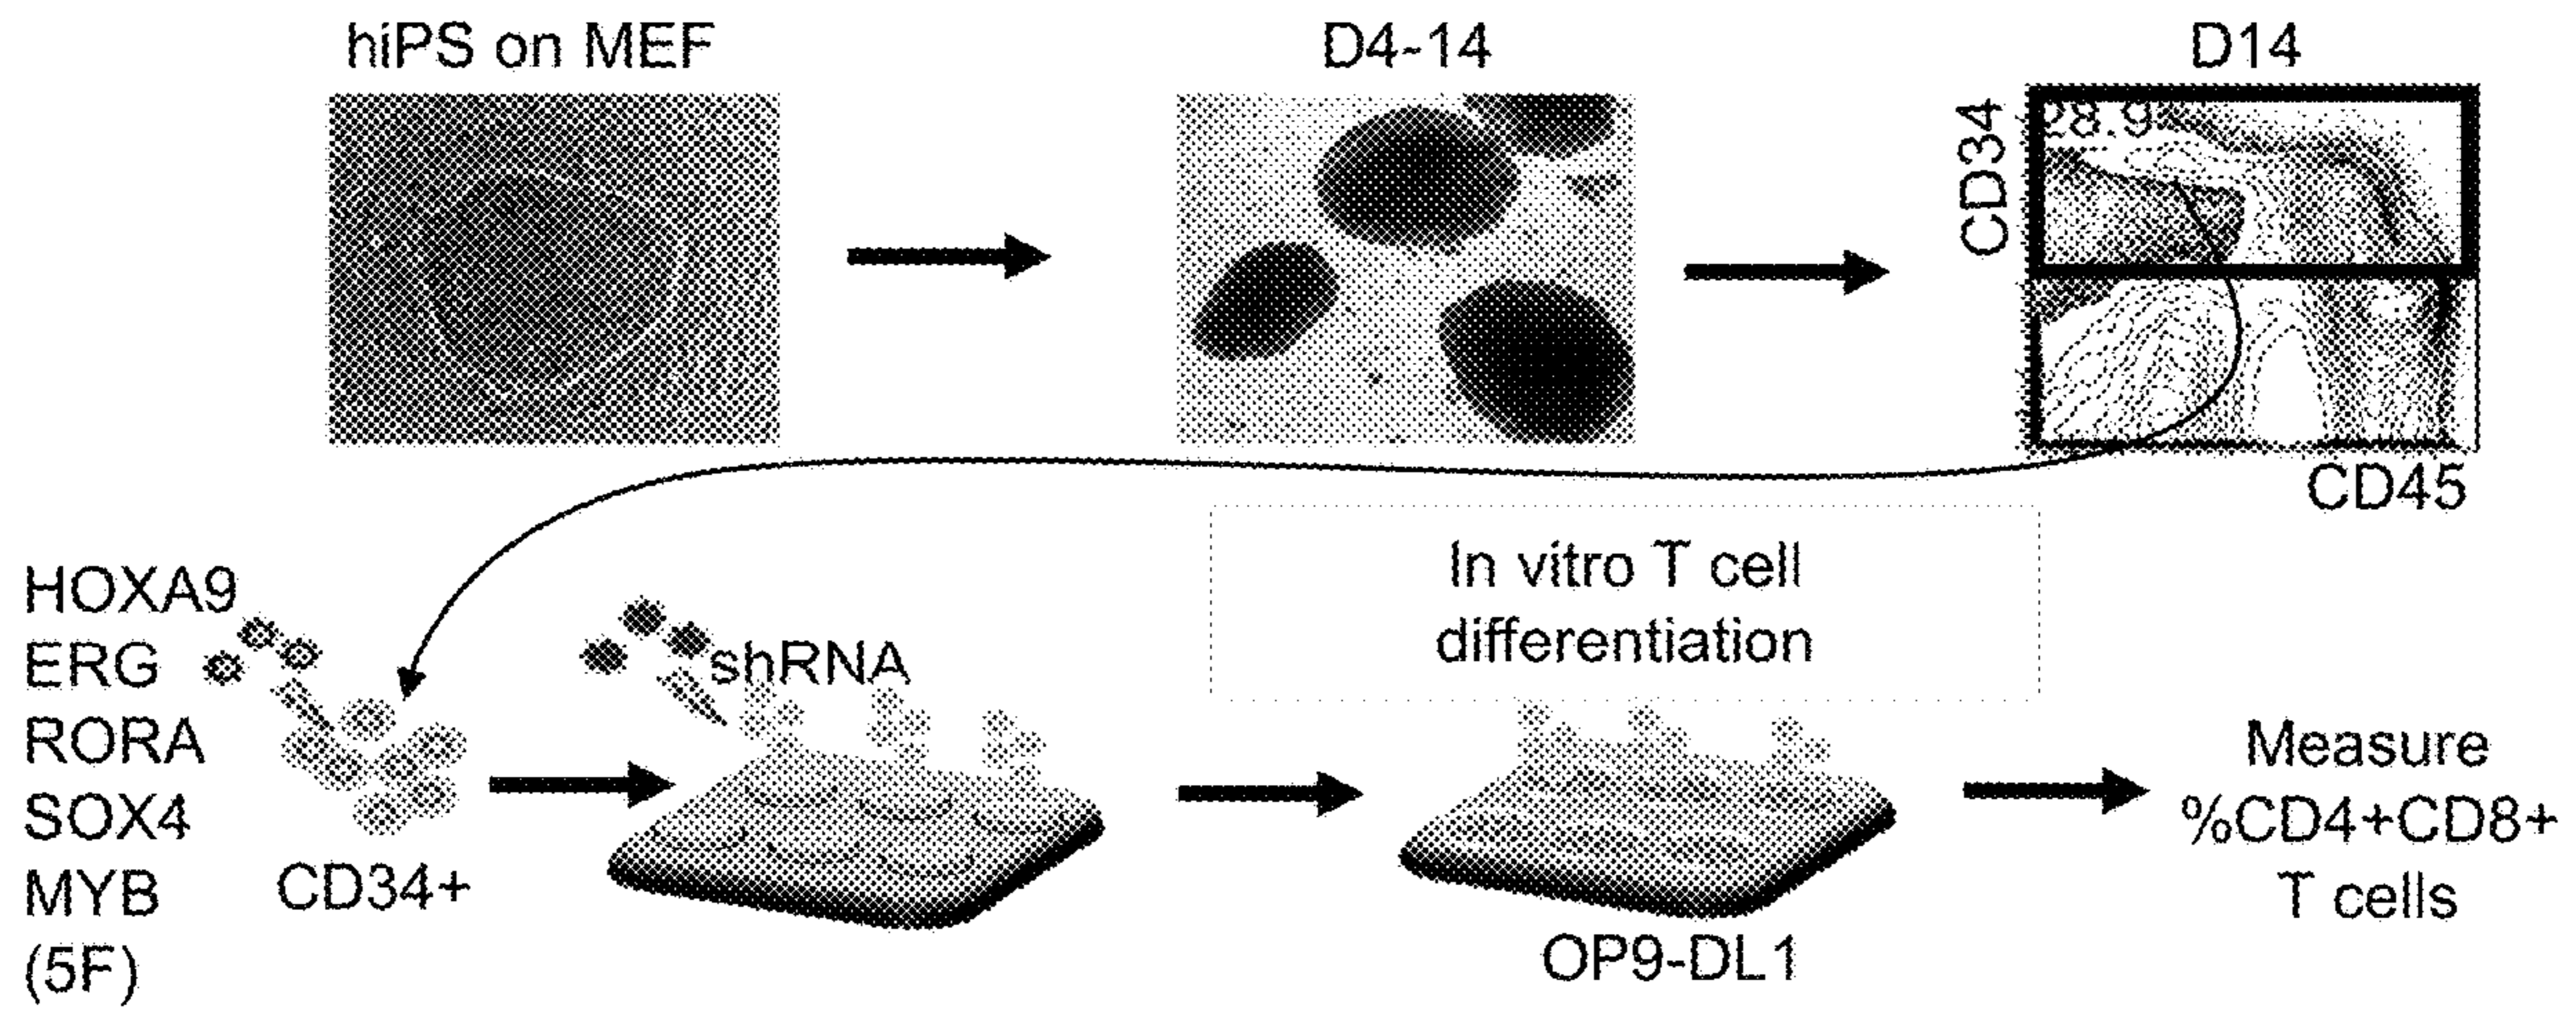 hiPS on MEF
D4-14
D14
CD34
28.9
CD45
HOXA9
ERG
RORA
SOX4
MYB
(5F)
CD34+
shRNA
In vitro T cell
differentiation
OP9-DL1
Measure
%CD4+CD8+
T cells